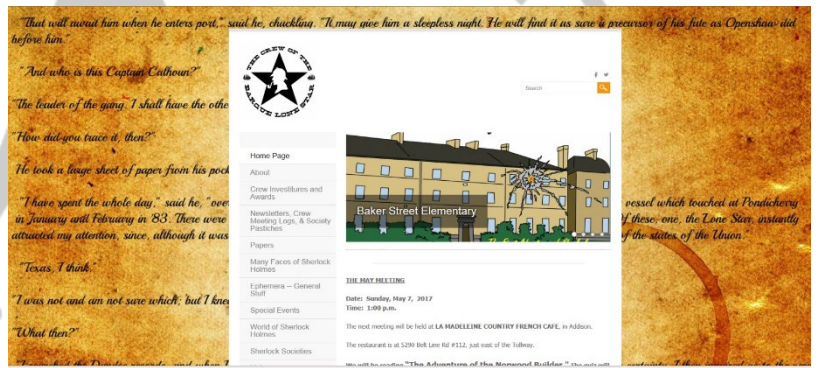 "That will await him when he enters port," said he, chuckling. "It may give him a sleepless night. He will find it as sure a precursor of his fate as Openshaw did
before him."
"And who is this Captain Calhoun?"
"The leader of the gang. I shall have the othe
"How did you trace it, then?"
He took a large sheet of paper from his pock
"I have spent the whole day," said he, "over
vessel which touched at Pondicherry
in January and February in '83. There were
f these, one, the Lone Star, instantly
attracted my attention, since, although it was
of the states of the Union."
"Texas, I think."
"I was not and am not sure which; but I knew
"What then?"
THE CREW OF THE
BARQUE LONE STAR
Search
Home Page
About
Crew Investitures and
Awards
Newsletters, Crew
Meeting Logs, & Society
Pastiches
Papers
Many Faces of Sherlock
Holmes
Ephemera -- General
Stuff
Special Events
World of Sherlock
Holmes
Sherlock Societies
Baker Street Elementary
THE MAY MEETING
Date: Sunday, May 7, 2017
Time: 1:00 p.m.
The next meeting will be held at LA MADELEINE COUNTRY FRENCH CAFE, in Addison.
The restaurant is at 5290 Belt Line Rd #112, just east of the Tollway.
We will be reading "The Adventure of the Norwood Builder." The quiz will